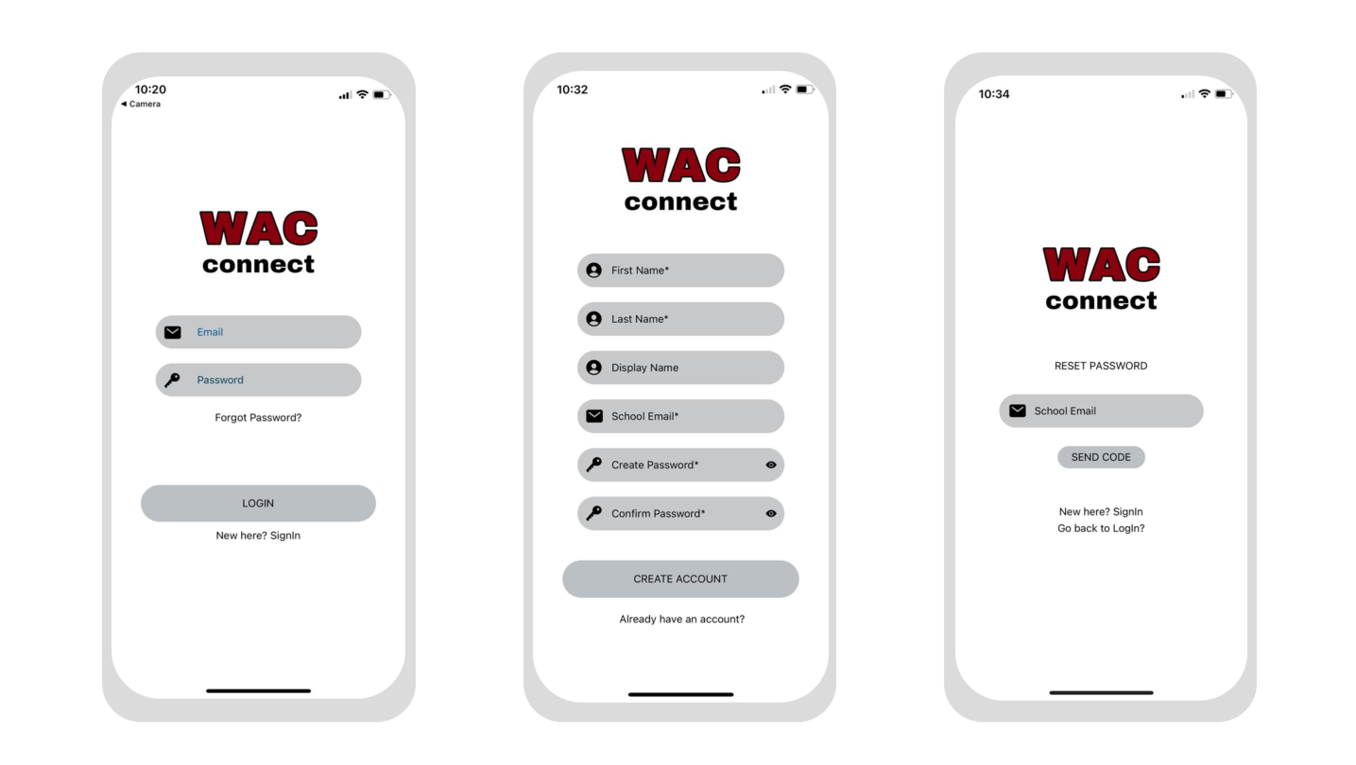 10:20
◀ Camera
WAC
connect
Email
Password
Forgot Password?
LOGIN
New here? SignIn
10:32
WAC
connect
First Name*
Last Name*
Display Name
School Email*
Create Password*
Confirm Password*
CREATE ACCOUNT
Already have an account?
10:34
WAC
connect
RESET PASSWORD
School Email
SEND CODE
New here? SignIn
Go back to LogIn?